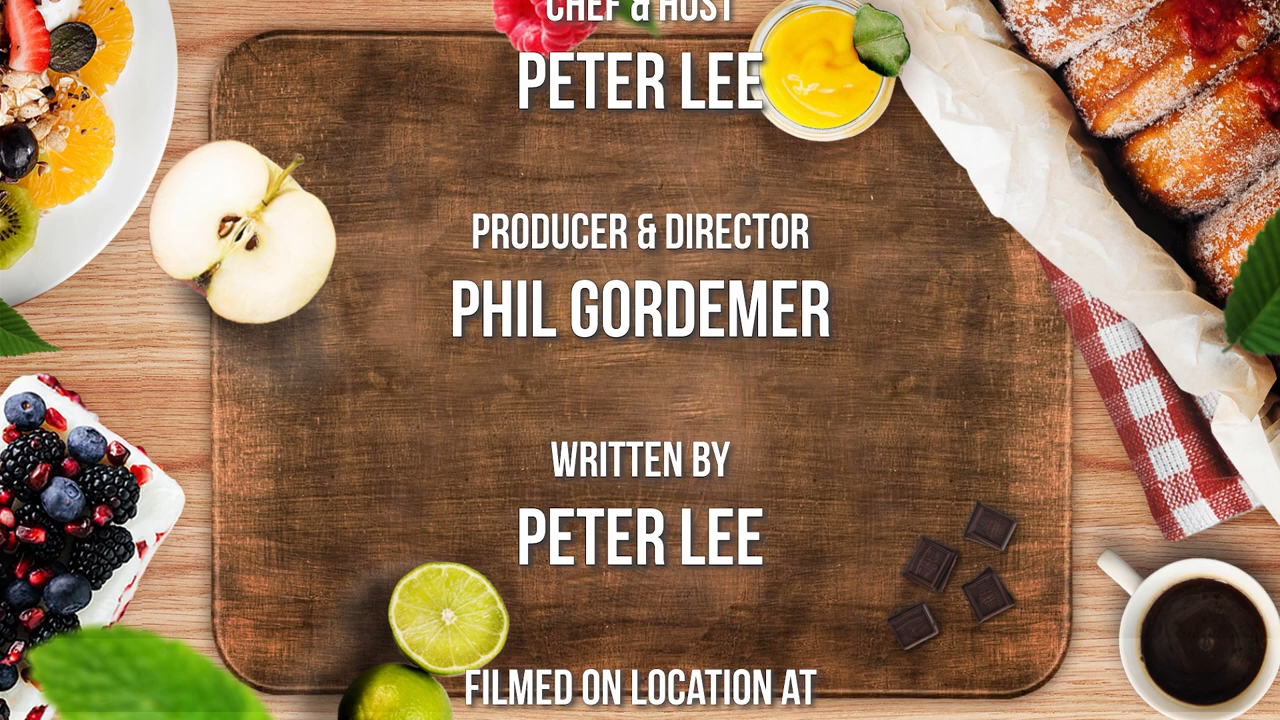 CHEF & HOST
PETER LEE
PRODUCER & DIRECTOR
PHIL GORDEMER
WRITTEN BY
PETER LEE
FILMED ON LOCATION AT